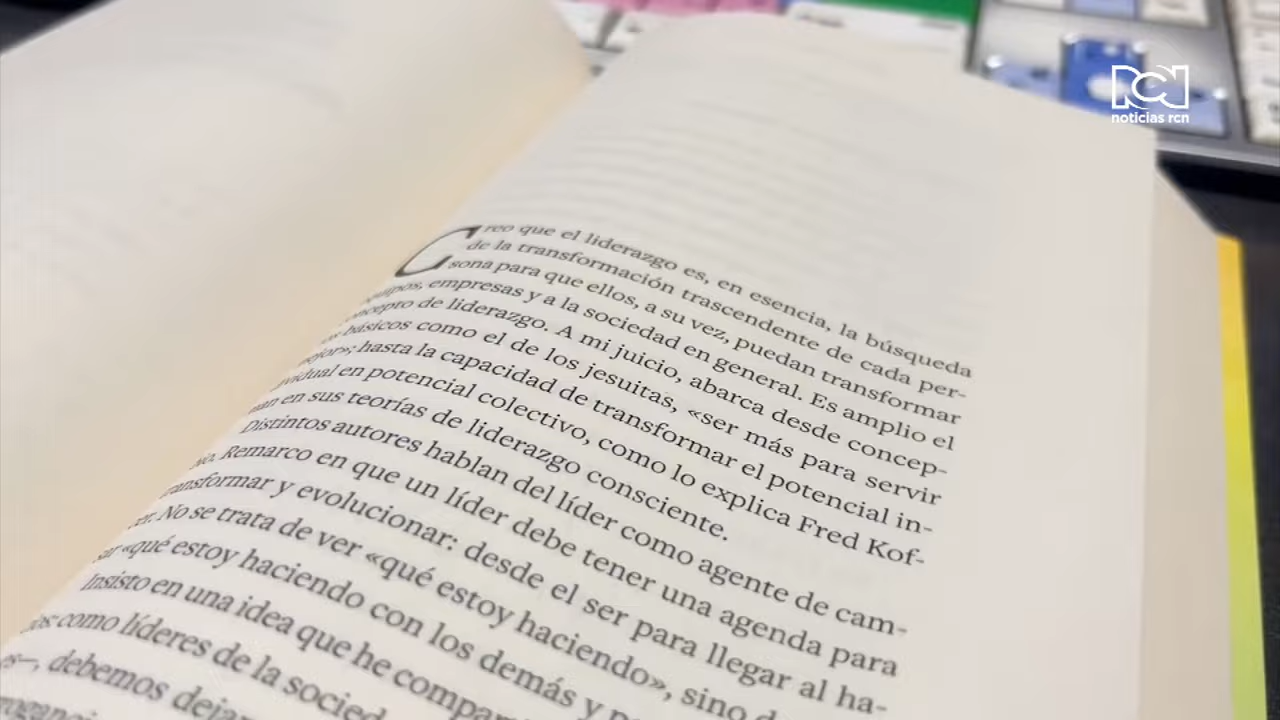 noticias rcn
Creo que el liderazgo es, en esencia, la búsqueda
de la transformación trascendente de cada per-
sona para que ellos, a su vez, puedan transformar
equipos, empresas y a la sociedad en general. Es amplio el
concepto de liderazgo. A mi juicio, abarca desde concep-
básicos como el de los jesuitas, «ser más para servir
mejor»; hasta la capacidad de transformar el potencial in-
dividual en potencial colectivo, como lo explica Fred Kof-
man en sus teorías de liderazgo consciente.
Distintos autores hablan del líder como agente de cam-
Remarco en que un líder debe tener una agenda para
transformar y evolucionar: desde el ser para llegar al ha-
cer. No se trata de ver «qué estoy haciendo», sino
«qué estoy haciendo con los demás y
Insisto en una idea que he
como líderes de la
debemos